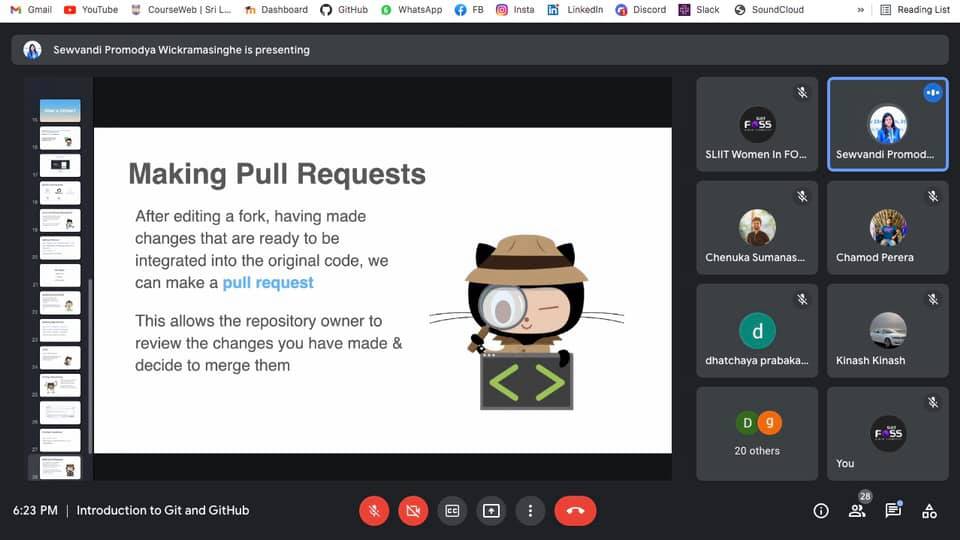 Gmail
YouTube
CourseWeb | Sri L...
Dashboard
GitHub
WhatsApp
FB
Insta
LinkedIn
Discord
Slack
SoundCloud
»
Reading List
Sewvandi Promodya Wickramasinghe is presenting
Making Pull Requests
After editing a fork, having made
changes that are ready to be
integrated into the original code, we
can make a pull request
This allows the repository owner to
review the changes you have made &
decide to merge them
< >
FOSS
SLIIT Women In FO...
Sewvandi Promod...
Chenuka Sumanas...
Chamod Perera
d
dhatchaya prabaka...
Kinash Kinash
D
g
20 others
FOSS
You
6:23 PM | Introduction to Git and GitHub
CC
28